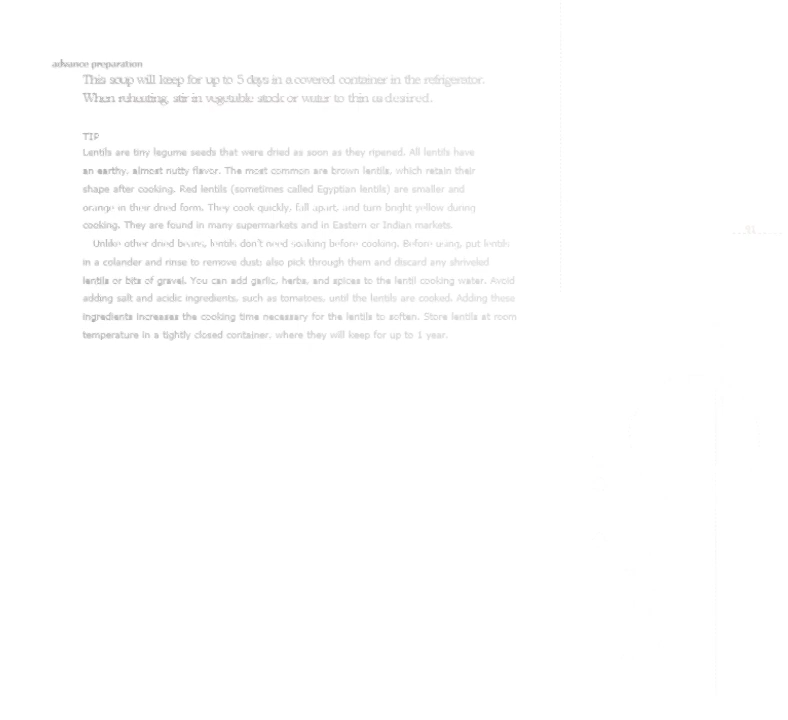 advance preparation
This soup will keep for up to 5 days in a covered container in the refrigerator.
When reheating, stir in vegetable stock or water to thin as desired.
TIP
Lentils are tiny legume seeds that were dried as soon as they ripened. All lentils have
an earthy, almost nutty flavor. The most common are brown lentils, which retain their
shape after cooking. Red lentils (sometimes called Egyptian lentils) are smaller and
orange in their dried form. They cook quickly, fall apart, and turn bright yellow during
cooking. They are found in many supermarkets and in Eastern or Indian markets.
Unlike other dried beans, lentils don't need soaking before cooking. Before using, put lentils
in a colander and rinse to remove dust; also pick through them and discard any shriveled
lentils or bits of gravel. You can add garlic, herbs, and spices to the lentil cooking water. Avoid
adding salt and acidic ingredients, such as tomatoes, until the lentils are cooked. Adding these
ingredients increases the cooking time necessary for the lentils to soften. Store lentils at room
temperature in a tightly closed container, where they will keep for up to 1 year.